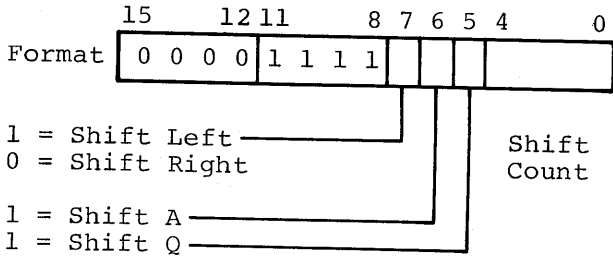 15 12 11 8 7 6 5 4 0
Format 0 0 0 0 1 1 1 1
1 = Shift Left
0 = Shift Right
Shift
Count
1 = Shift A
1 = Shift Q